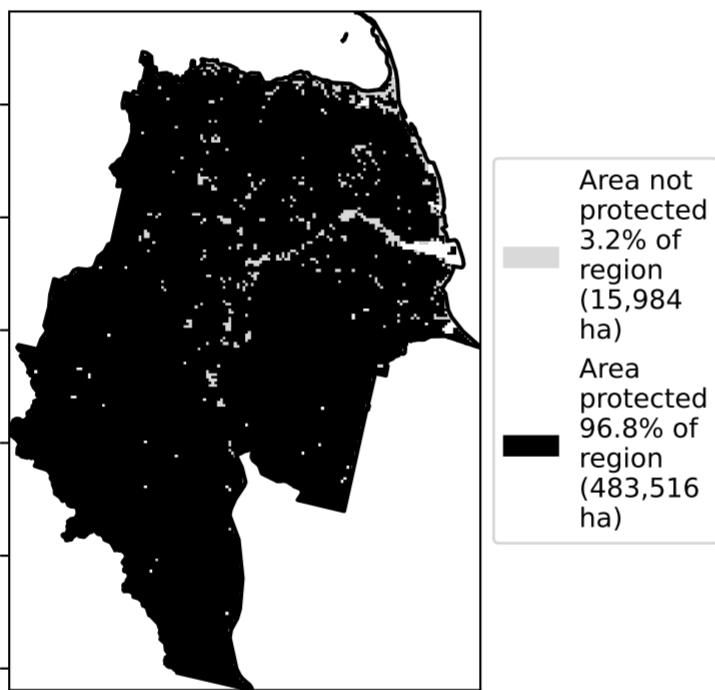 Area not
protected
3.2% of
region
(15,984
ha)
Area
protected
96.8% of
region
(483,516
ha)